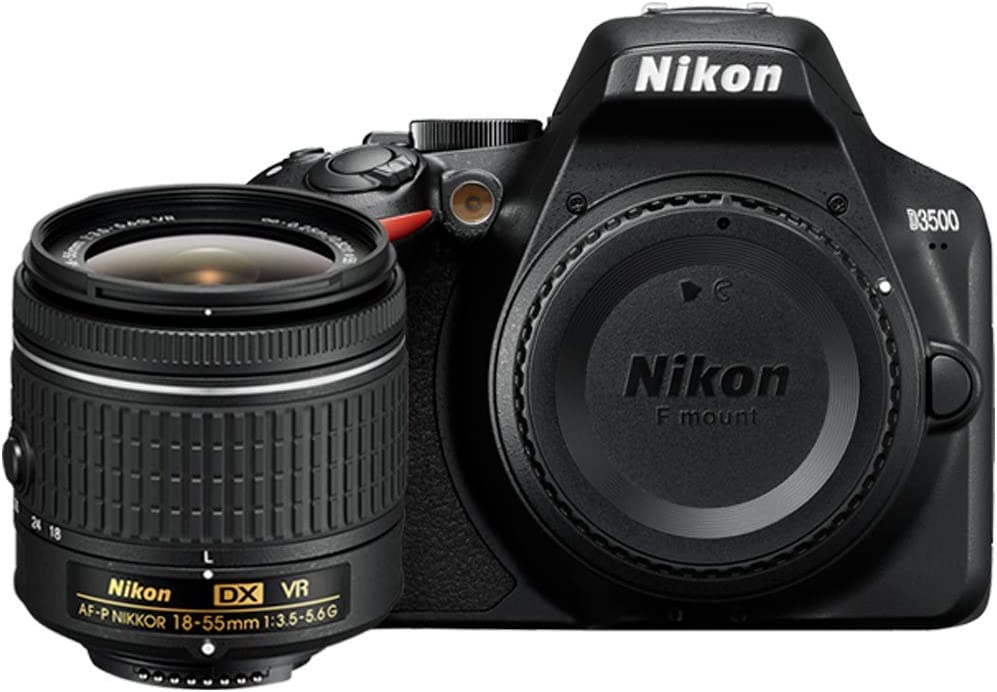 Nikon
D3500
C
Nikon
F mount
24 18
L
Nikon DX VR
AF-P NIKKOR 18-55mm 1:3.5-5.6G